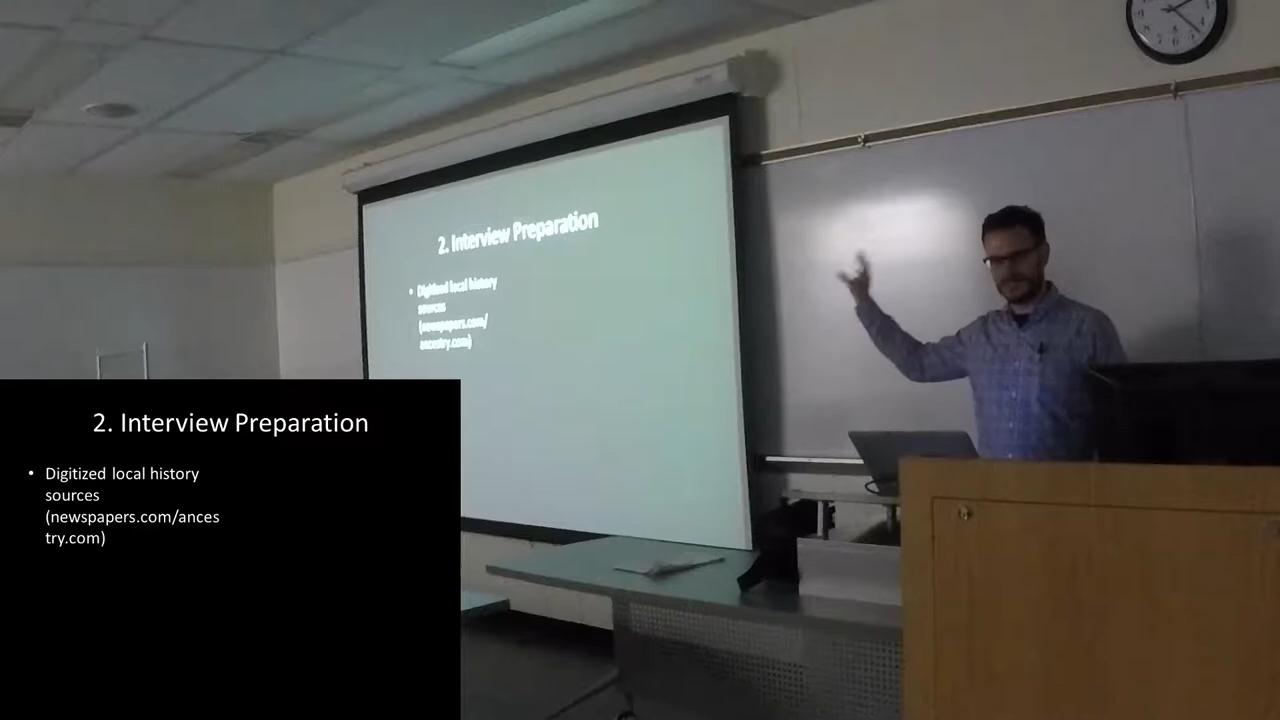 2. Interview Preparation
• Digitized local history
sources
(newspapers.com/
ancestry.com)
2. Interview Preparation
• Digitized local history
sources
(newspapers.com/ances
try.com)